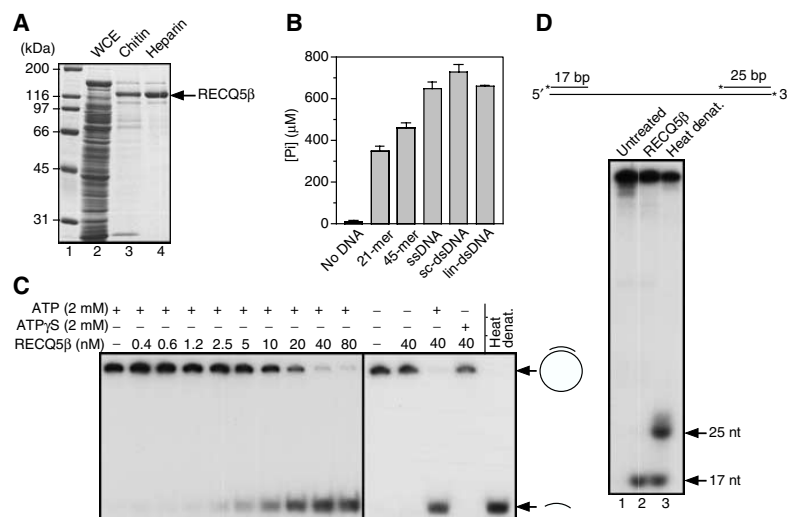 A
(kDa)
WCE
Chitin
Heparin
200
116
97
66
45
31
RECQ5β
1 2 3 4
B
[Pi] (μM)
800
600
400
200
0
No DNA
21-mer
45-mer
ssDNA
sc-dsDNA
lin-dsDNA
C
ATP (2 mM) + + + + + + + + + + – – + –
ATPγS (2 mM) – – – – – – – – – – – – – +
RECQ5β (nM) – 0.4 0.6 1.2 2.5 5 10 20 40 80 – 40 40 40
Heat denat.
D
17 bp
25 bp
5′ * * * 3
Untreated
RECQ5β
Heat denat.
25 nt
17 nt
1 2 3